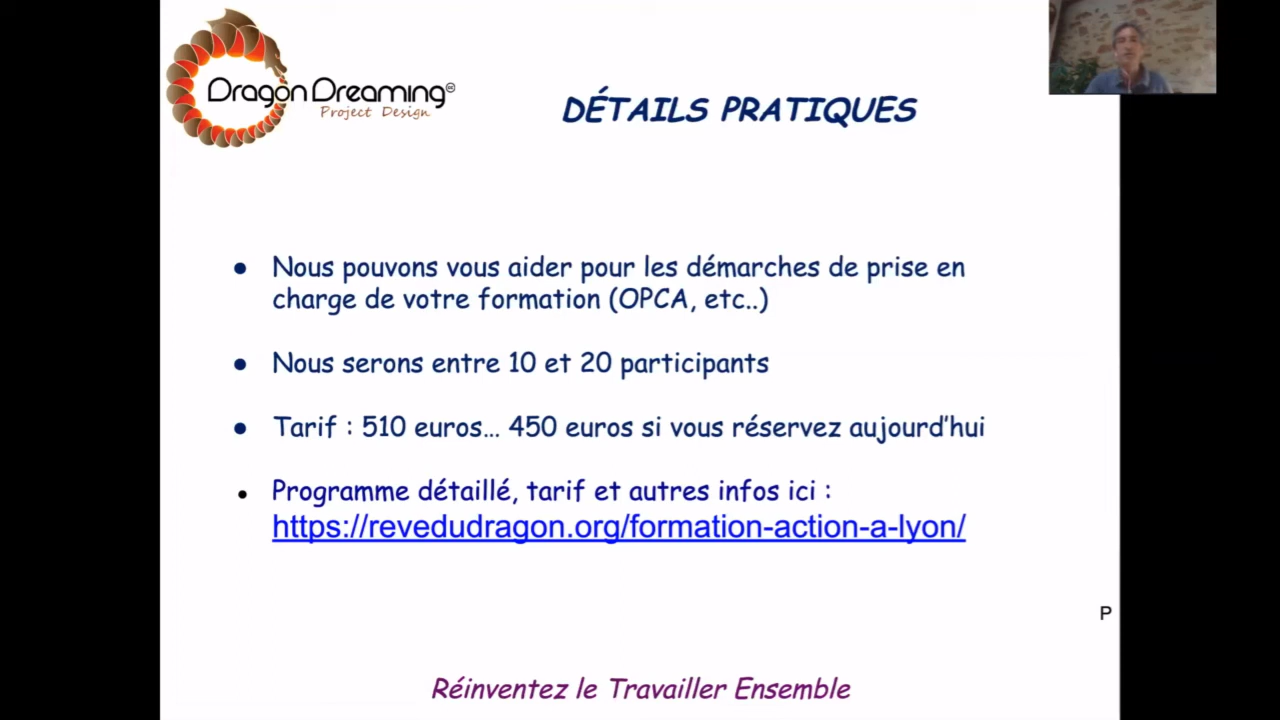 Dragon Dreaming
Project Design
DÉTAILS PRATIQUES
● Nous pouvons vous aider pour les démarches de prise en
charge de votre formation (OPCA, etc..)
● Nous serons entre 10 et 20 participants
● Tarif : 510 euros… 450 euros si vous réservez aujourd’hui
● Programme détaillé, tarif et autres infos ici :
https://revedudragon.org/formation-action-a-lyon/
P
Réinventez le Travailler Ensemble